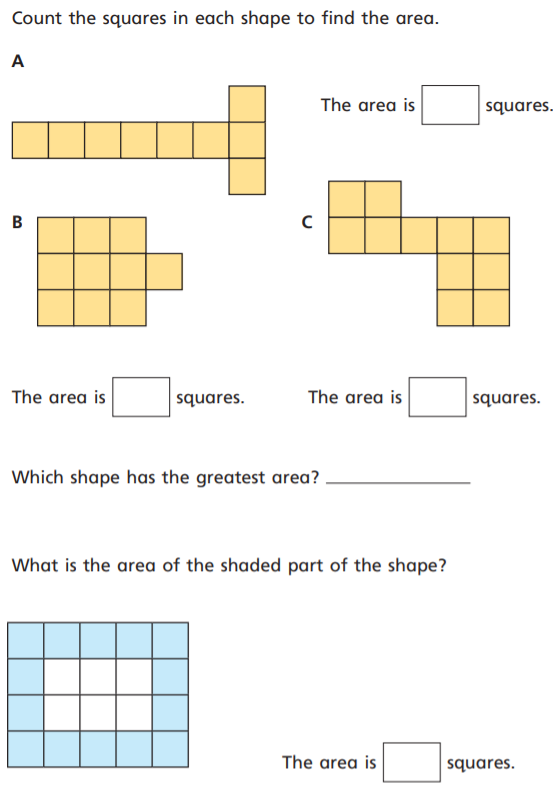 Count the squares in each shape to find the area.
A
The area is squares.
B
C
The area is squares.
The area is squares.
Which shape has the greatest area?
What is the area of the shaded part of the shape?
The area is squares.